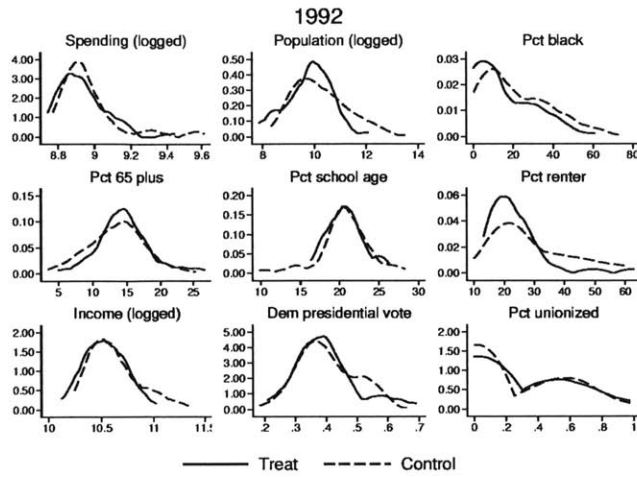 1992
Spending (logged) Population (logged) Pct black
4.00 3.00 2.00 1.00 0.00
8.8 9 9.2 9.4 9.6
0.50 0.40 0.30 0.20 0.10 0.00
8 10 12 14
0.03 0.02 0.01 0.00
0 20 40 60 80
Pct 65 plus Pct school age Pct renter
0.15 0.10 0.05 0.00
5 10 15 20 25
0.20 0.15 0.10 0.05 0.00
10 15 20 25 30
0.06 0.04 0.02 0.00
10 20 30 40 50 60
Income (logged) Dem presidential vote Pct unionized
2.00 1.50 1.00 0.50 0.00
10 10.5 11 11.5
5.00 4.00 3.00 2.00 1.00 0.00
.2 .3 .4 .5 .6 .7
2.00 1.50 1.00 0.50 0.00
0 .2 .4 .6 .8 1
Treat Control